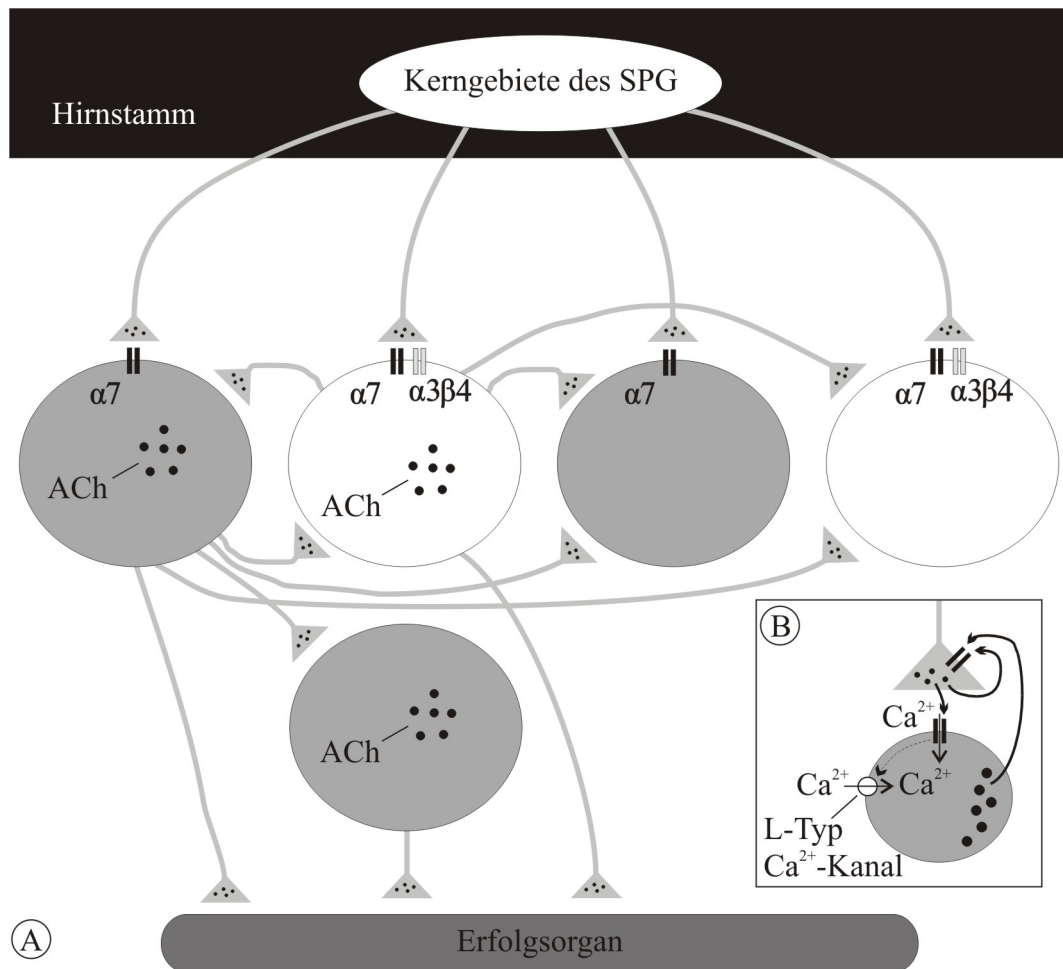 Kerngebiete des SPG
Hirnstamm
α7
α7 α3β4
α7
α7 α3β4
ACh
ACh
B
Ca²⁺
ACh
Ca²⁺ Ca²⁺
L-Typ
Ca²⁺-Kanal
A
Erfolgsorgan